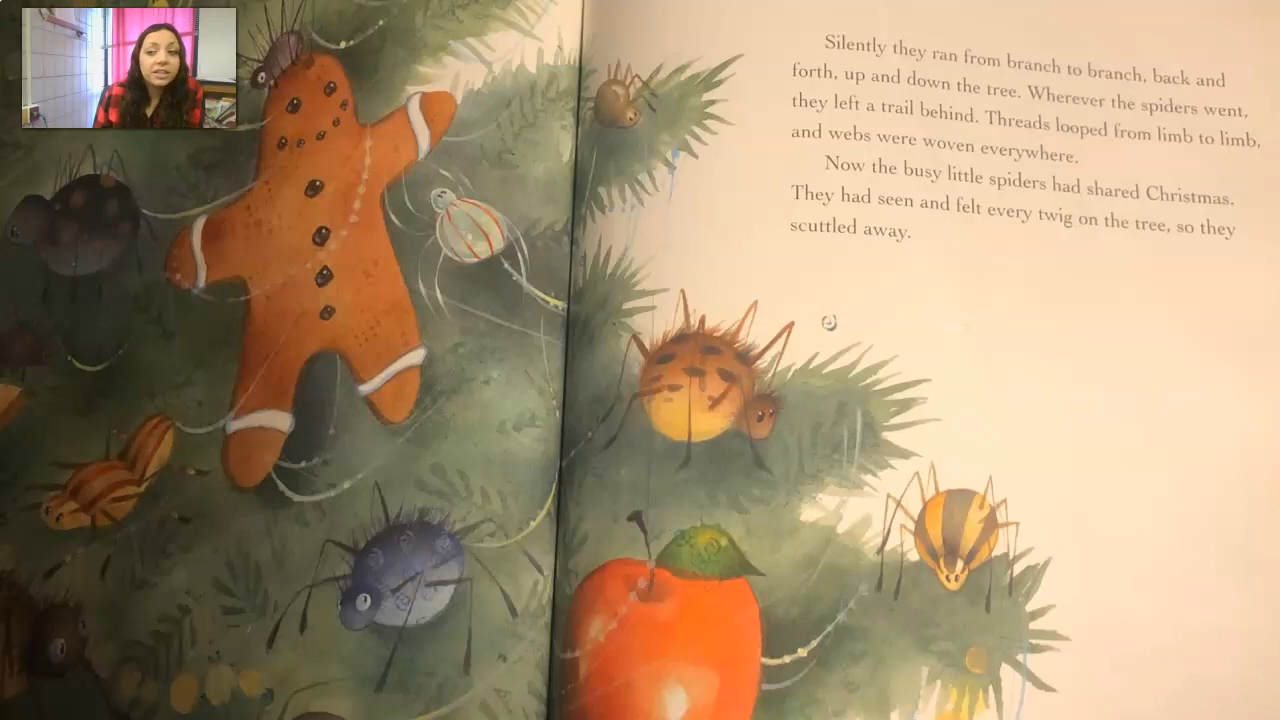 Silently they ran from branch to branch, back and
forth, up and down the tree. Wherever the spiders went,
they left a trail behind. Threads looped from limb to limb,
and webs were woven everywhere.
Now the busy little spiders had shared Christmas.
They had seen and felt every twig on the tree, so they
scuttled away.